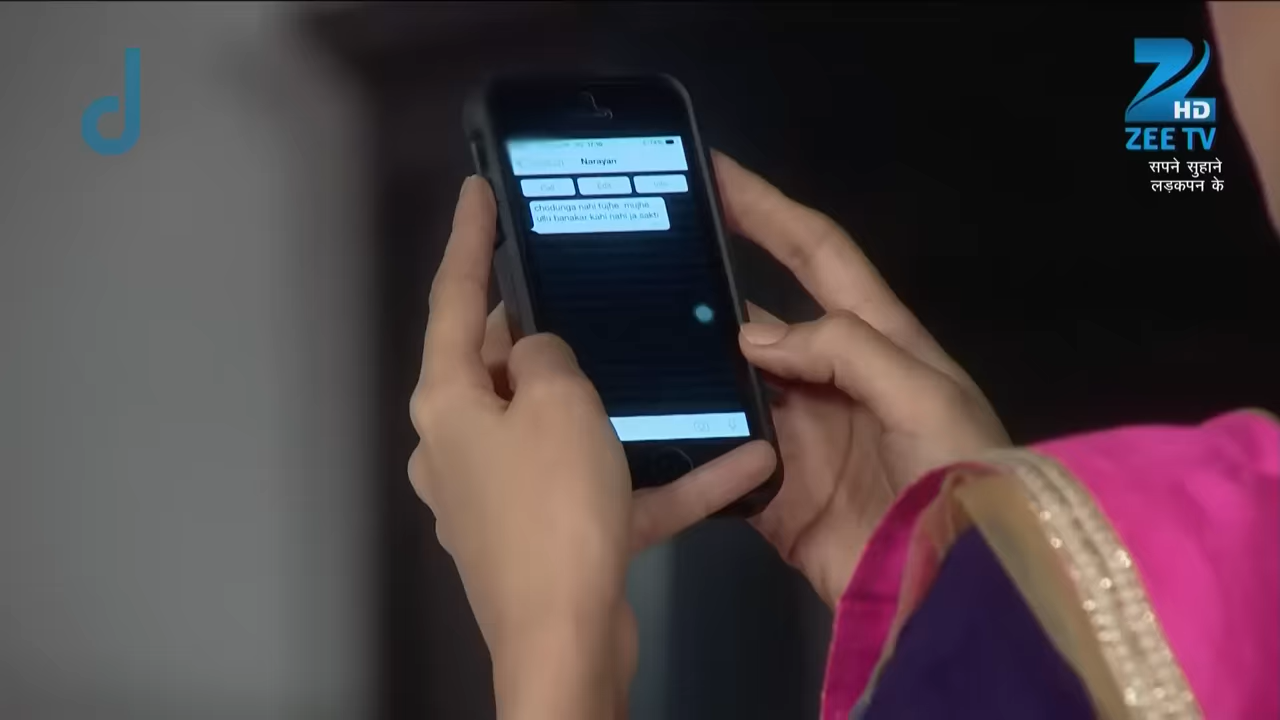 d
Z
HD
ZEE TV
सपने सुहाने
लड़कपन के
Narayan
Call Edit
chodunga nahi tujhe. mujhe
ullu banakar kahi nahi ja sakti